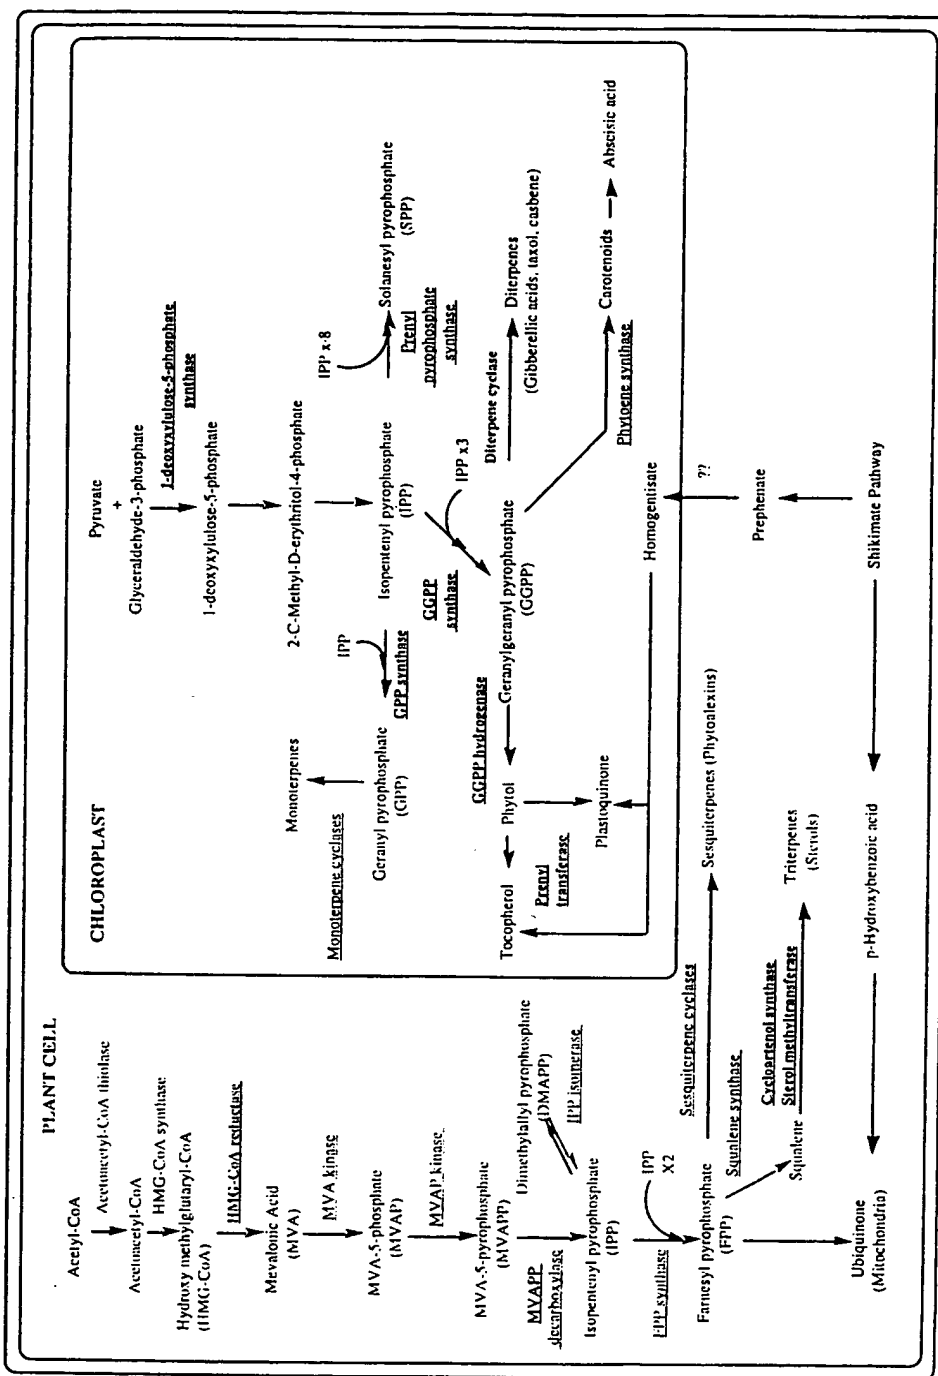 PLANT CELL
Acetyl-CoA
Acetoacetyl-CoA thiolase
Acetoacetyl-CoA
HMG-CoA synthase
Hydroxy methylglutaryl-CoA
(HMG-CoA)
HMG-CoA reductase
Mevalonic Acid
(MVA)
MVA kinase
MVA-5-phosphate
(MVAP)
MVAP kinase
MVA-5-pyrophosphate
(MVAPP)
MVAPP
decarboxylase
Dimethylallyl pyrophosphate
(DMAPP)
IPP isomerase
Isopentenyl pyrophosphate
(IPP)
FPP synthase
IPP
X2
Farnesyl pyrophosphate
(FPP)
Sesquiterpene cyclases
Sesquiterpenes (Phytoalexins)
Squalene synthase
Squalene
Cycloartenol synthase
Sterol methyltransferase
Triterpenes
(Sterols)
Ubiquinone
(Mitochondria)
p-Hydroxybenzoic acid
Shikimate Pathway
Prephenate
??
CHLOROPLAST
Pyruvate
+
Glyceraldehyde-3-phosphate
1-deoxyxylulose-5-phosphate
synthase
1-deoxyxylulose-5-phosphate
2-C-Methyl-D-erythritol-4-phosphate
Isopentenyl pyrophosphate
(IPP)
IPP x·8
Solanesyl pyrophosphate
(SPP)
Prenyl
pyrophosphate
synthase
IPP
GPP synthase
Geranyl pyrophosphate
(GPP)
Monoterpene cyclases
Monoterpenes
GGPP
synthase
IPP x3
Geranylgeranyl pyrophosphate
(GGPP)
Diterpene cyclase
Diterpenes
(Gibberellic acids, taxol, casbene)
Phytoene synthase
Carotenoids
Abscisic acid
GGPP hydrogenase
Phytol
Tocopherol
Prenyl
transferase
Plastoquinone
Homogentisate